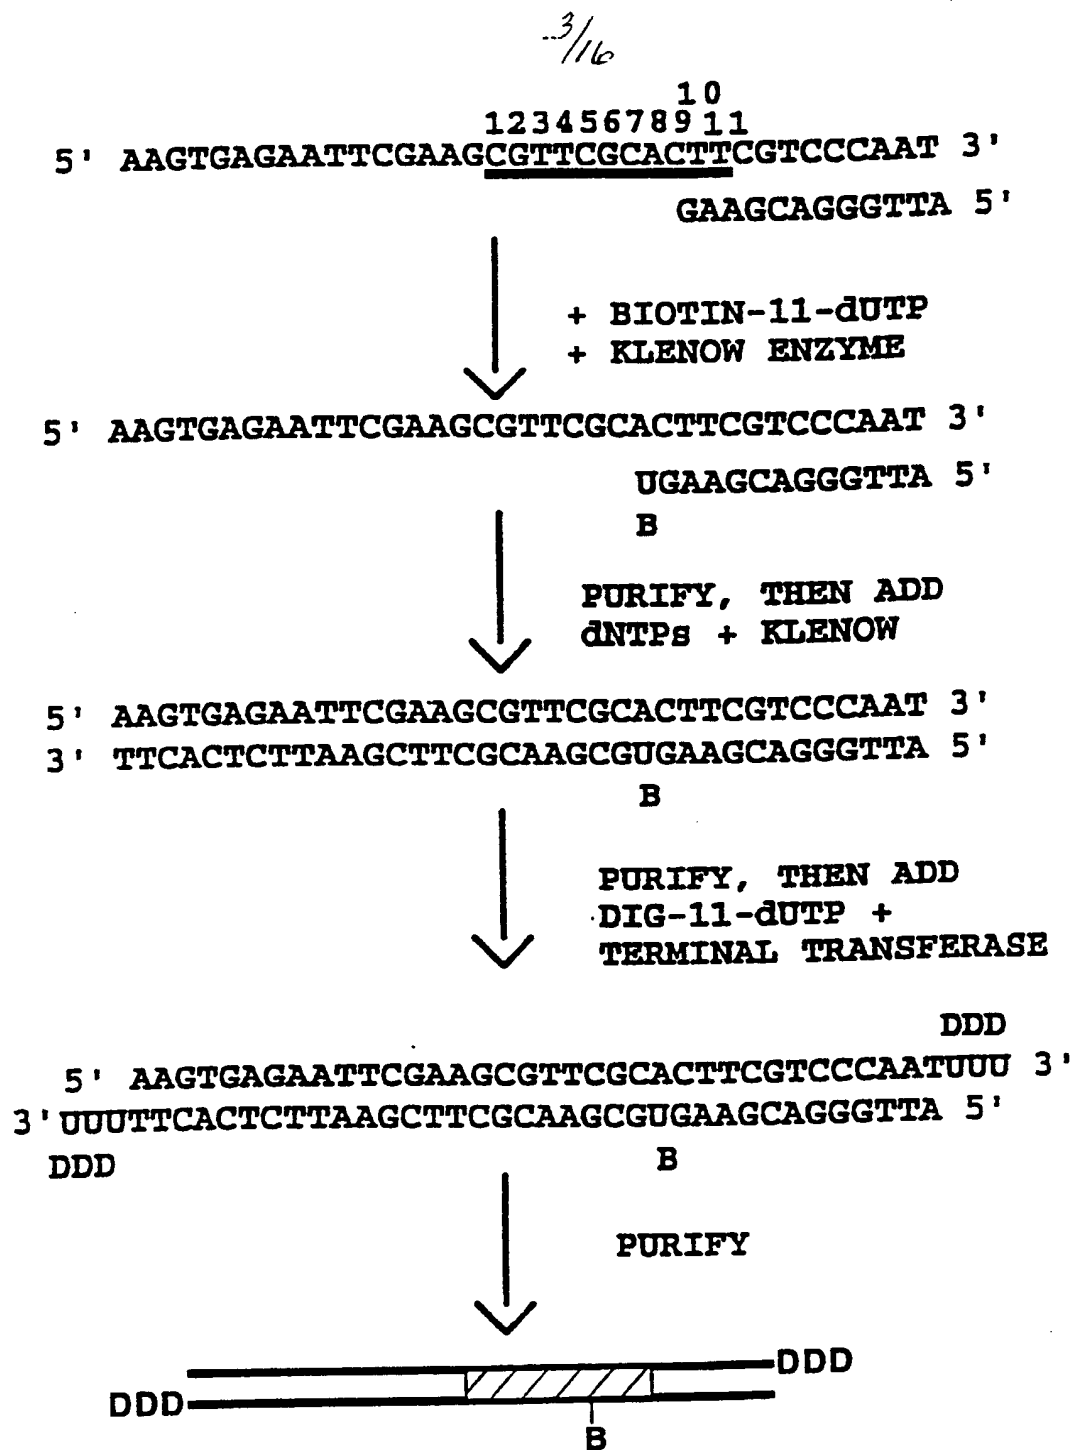 3/16
10
123456789 11
5' AAGTGAGAATTCGAAGCGTTCGCACTTCGTCCCAAT 3'
GAAGCAGGGTTA 5'
+ BIOTIN-11-dUTP
+ KLENOW ENZYME
5' AAGTGAGAATTCGAAGCGTTCGCACTTCGTCCCAAT 3'
UGAAGCAGGGTTA 5'
B
PURIFY, THEN ADD
dNTPs + KLENOW
5' AAGTGAGAATTCGAAGCGTTCGCACTTCGTCCCAAT 3'
3' TTCACTCTTAAGCTTCGCAAGCGUGAAGCAGGGTTA 5'
B
PURIFY, THEN ADD
DIG-11-dUTP +
TERMINAL TRANSFERASE
DDD
5' AAGTGAGAATTCGAAGCGTTCGCACTTCGTCCCAATUUU 3'
3'UUUTTCACTCTTAAGCTTCGCAAGCGUGAAGCAGGGTTA 5'
DDD B
PURIFY
DDD
DDD
B